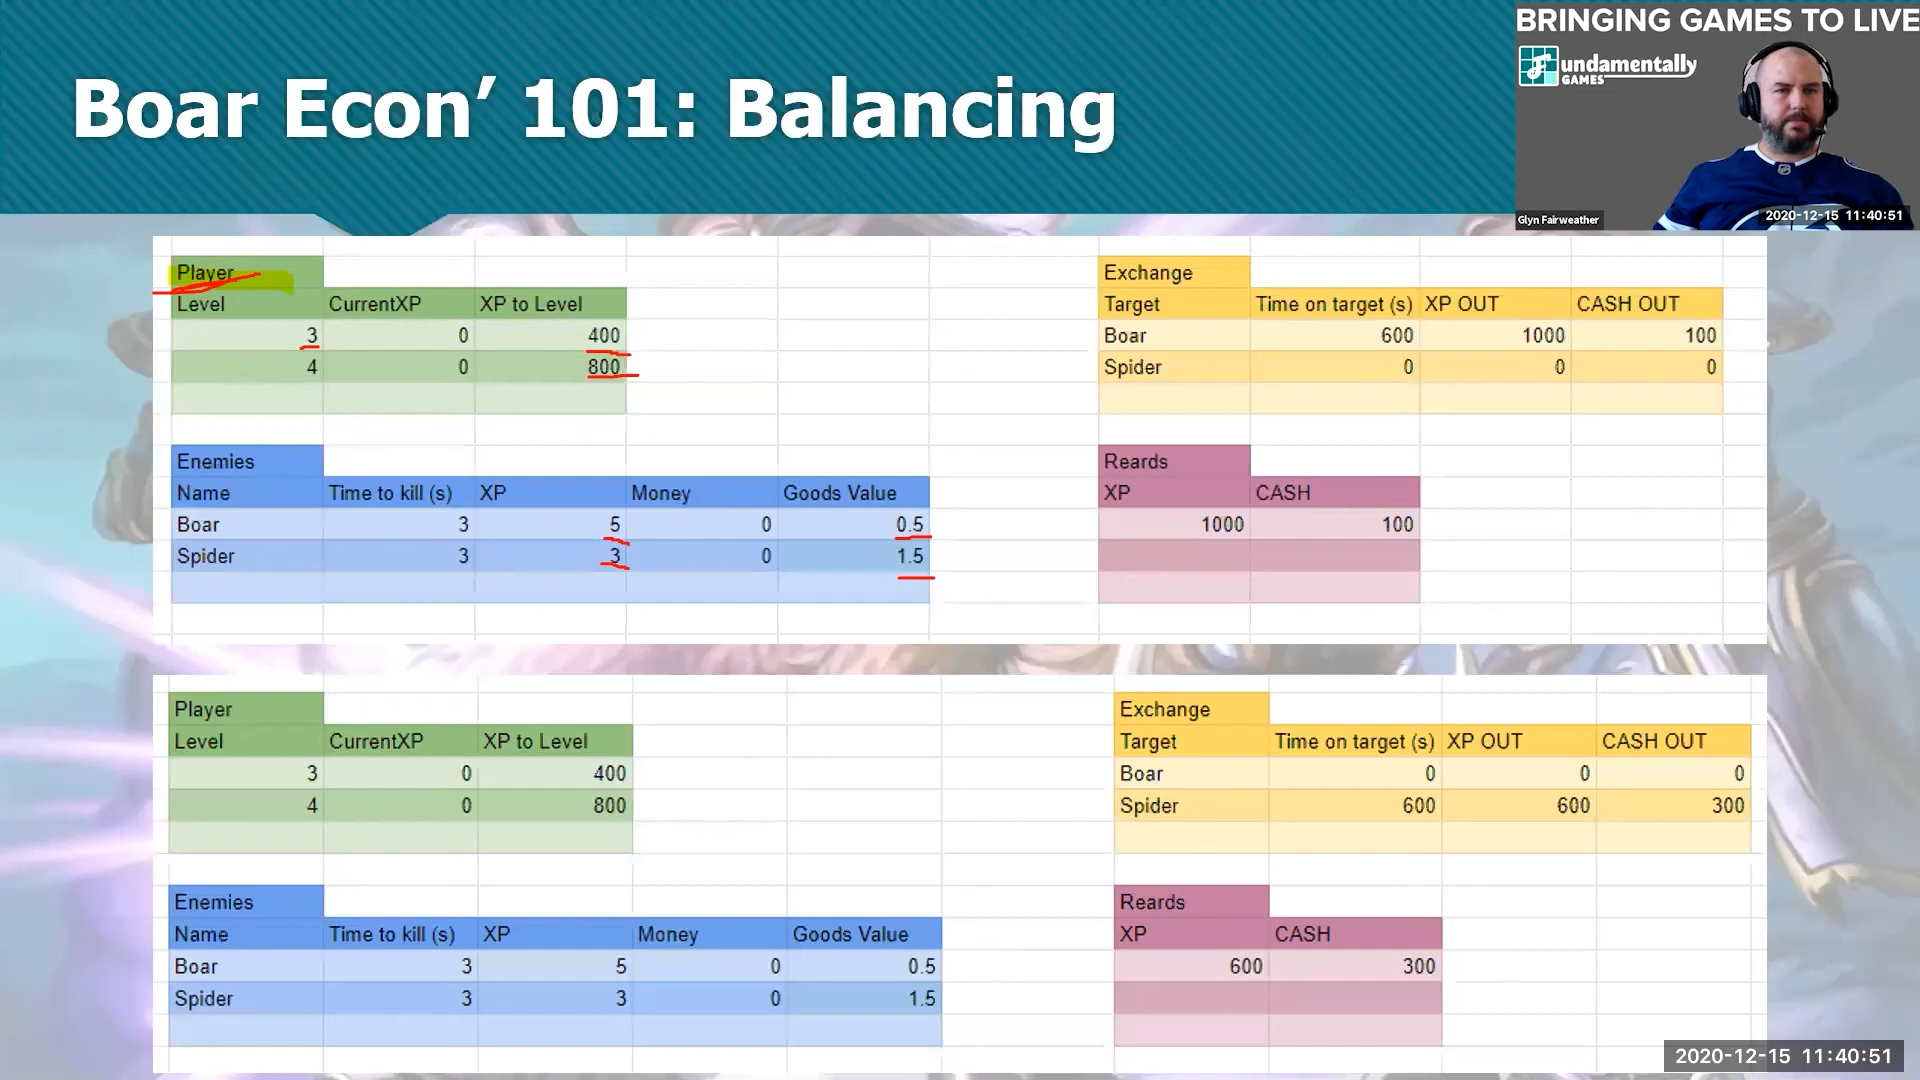 BRINGING GAMES TO LIVE
Fundamentally
GAMES
Boar Econ’ 101: Balancing
Glyn Fairweather
2020-12-15 11:40:51
Player
Level CurrentXP XP to Level
3 0 400
4 0 800
Exchange
Target Time on target (s) XP OUT CASH OUT
Boar 600 1000 100
Spider 0 0 0
Enemies
Name Time to kill (s) XP Money Goods Value
Boar 3 5 0 0.5
Spider 3 3 0 1.5
Reards
XP CASH
1000 100
Player
Level CurrentXP XP to Level
3 0 400
4 0 800
Exchange
Target Time on target (s) XP OUT CASH OUT
Boar 0 0 0
Spider 600 600 300
Enemies
Name Time to kill (s) XP Money Goods Value
Boar 3 5 0 0.5
Spider 3 3 0 1.5
Reards
XP CASH
600 300
2020-12-15 11:40:51